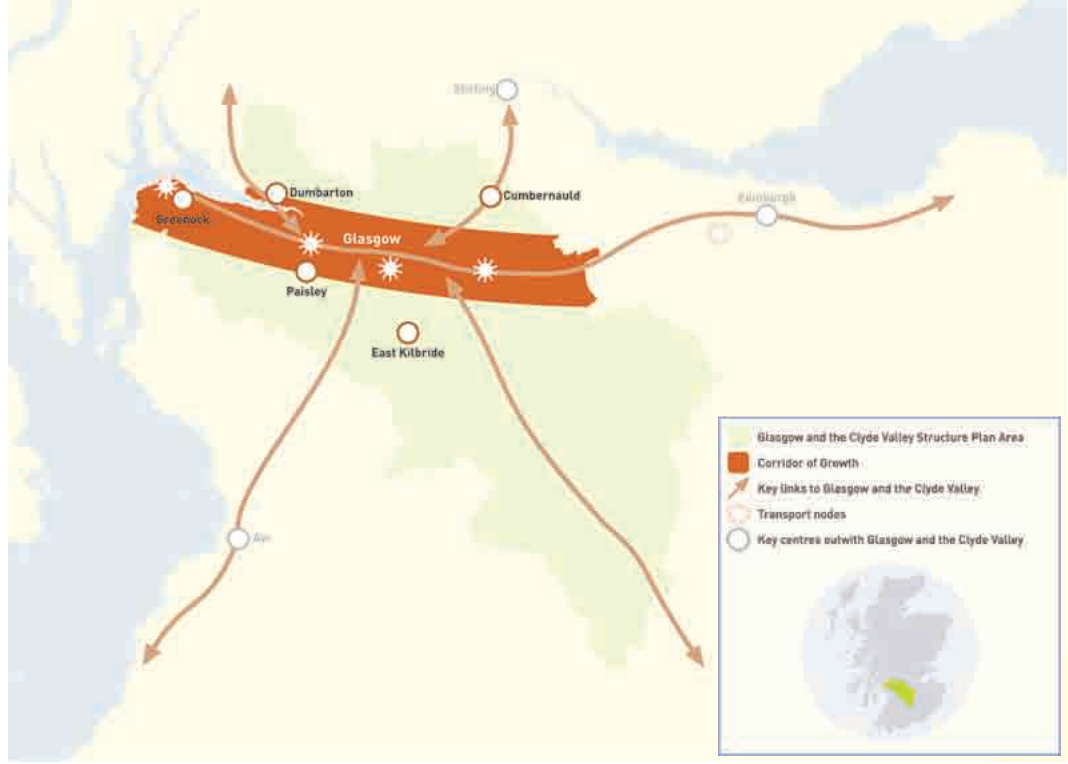 Stirling
Dumbarton
Cumbernauld
Edinburgh
Greenock
Glasgow
Paisley
East Kilbride
Ayr
Glasgow and the Clyde Valley Structure Plan Area
Corridor of Growth
Key links to Glasgow and the Clyde Valley
Transport nodes
Key centres outwith Glasgow and the Clyde Valley